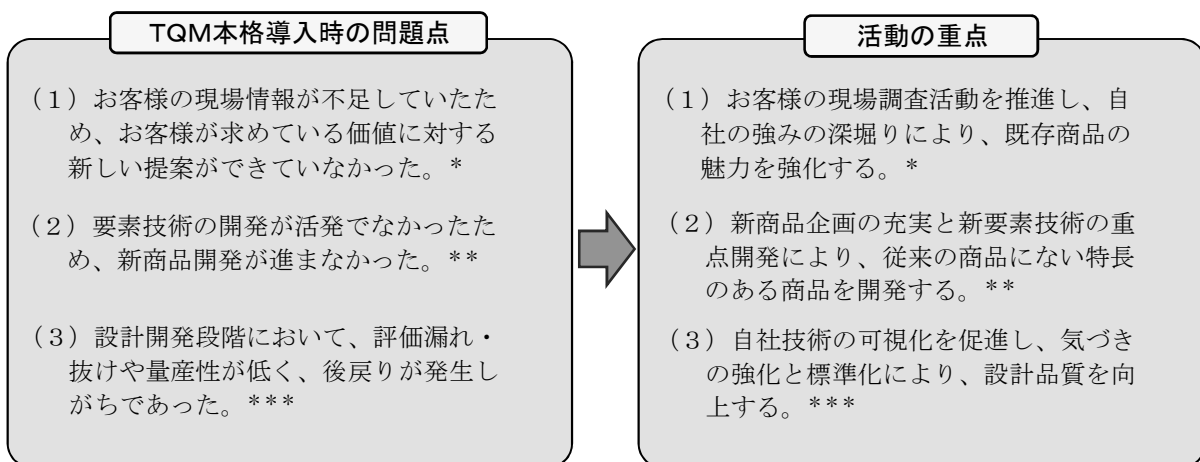 TQM本格導入時の問題点
(1)お客様の現場情報が不足していたた
め、お客様が求めている価値に対する
新しい提案ができていなかった。*
(2)要素技術の開発が活発でなかったた
め、新商品開発が進まなかった。**
(3)設計開発段階において、評価漏れ・
抜けや量産性が低く、後戻りが発生し
がちであった。***
活動の重点
(1)お客様の現場調査活動を推進し、自
社の強みの深堀りにより、既存商品の
魅力を強化する。*
(2)新商品企画の充実と新要素技術の重
点開発により、従来の商品にない特長
のある商品を開発する。**
(3)自社技術の可視化を促進し、気づき
の強化と標準化により、設計品質を向
上する。***